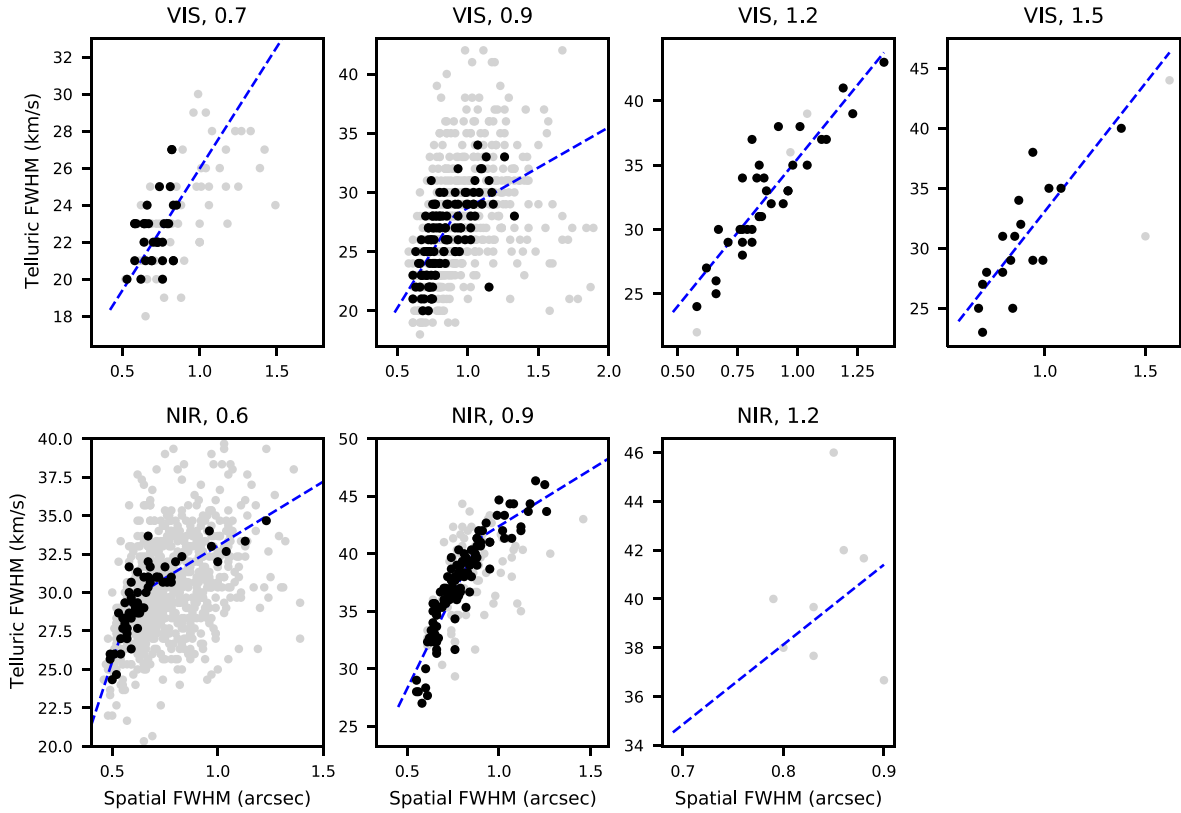 VIS, 0.7
VIS, 0.9
VIS, 1.2
VIS, 1.5
Telluric FWHM (km/s)
32
30
28
26
24
22
20
18
0.5 1.0 1.5
40
35
30
25
20
0.5 1.0 1.5 2.0
40
35
30
25
0.50 0.75 1.00 1.25
45
40
35
30
25
1.0 1.5
NIR, 0.6
NIR, 0.9
NIR, 1.2
Telluric FWHM (km/s)
40.0
37.5
35.0
32.5
30.0
27.5
25.0
22.5
20.0
0.5 1.0 1.5
Spatial FWHM (arcsec)
50
45
40
35
30
25
0.5 1.0 1.5
Spatial FWHM (arcsec)
46
44
42
40
38
36
34
0.7 0.8 0.9
Spatial FWHM (arcsec)